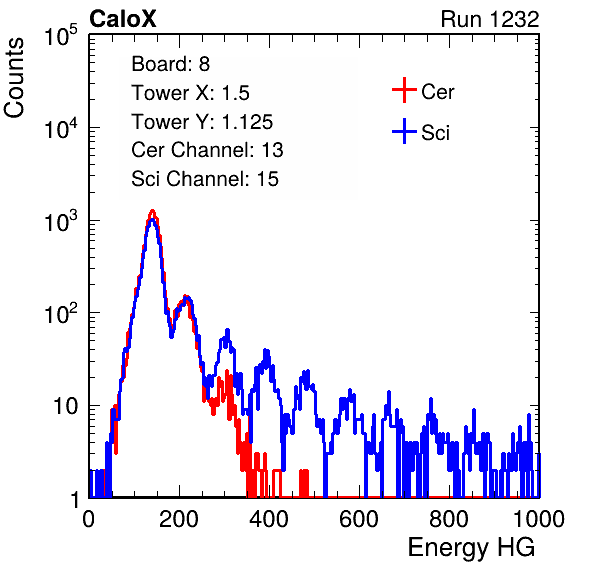 CaloX Run 1232
Counts
10^5
10^4
10^3
10^2
10
1
Board: 8
Tower X: 1.5
Tower Y: 1.125
Cer Channel: 13
Sci Channel: 15
Cer
Sci
0 200 400 600 800 1000
Energy HG